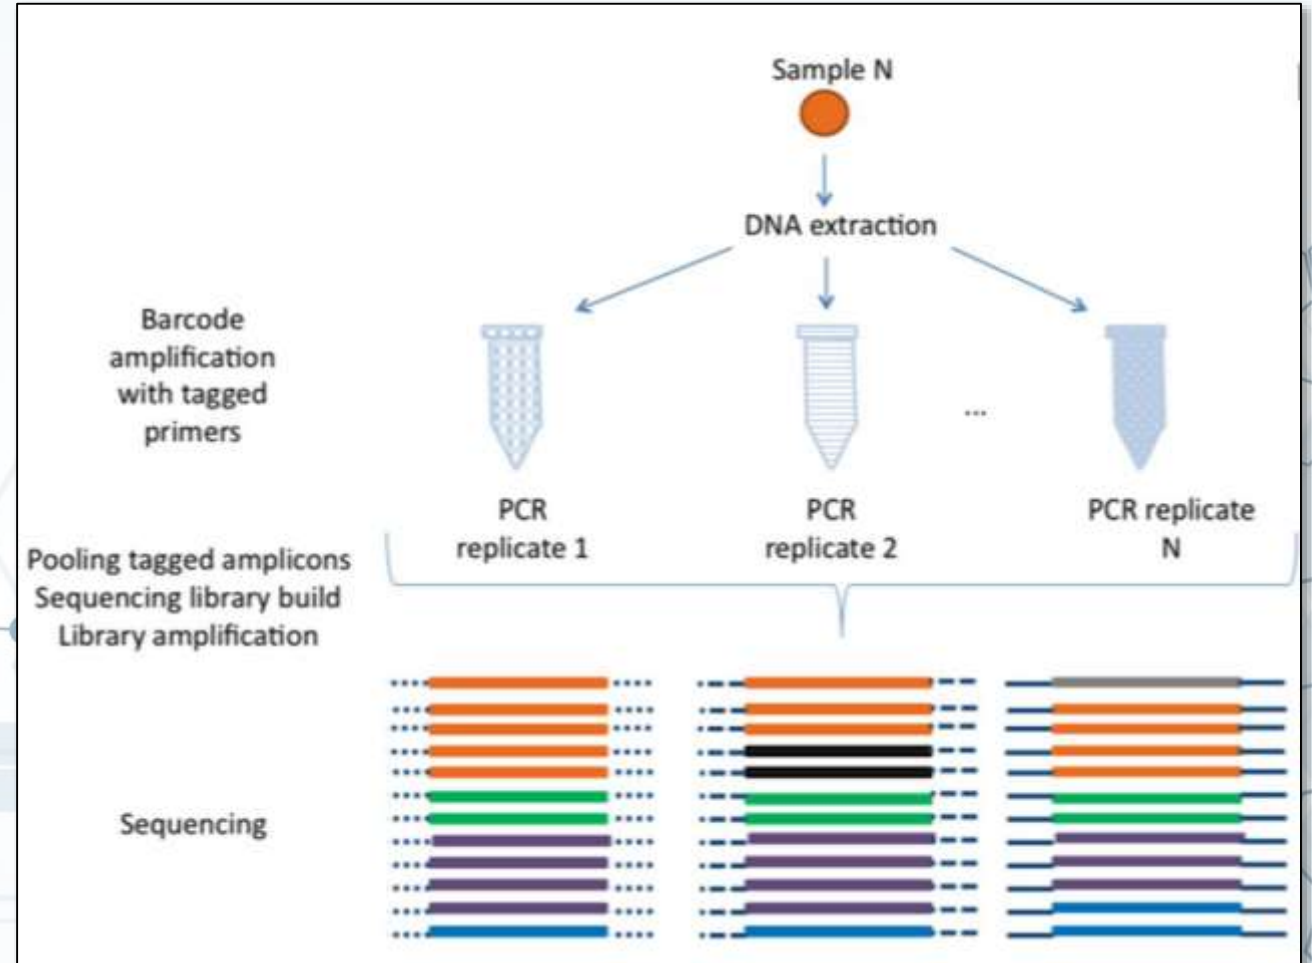 Sample N
DNA extraction
Barcode
amplification
with tagged
primers
...
PCR
replicate 1
PCR
replicate 2
PCR replicate
N
Pooling tagged amplicons
Sequencing library build
Library amplification
Sequencing